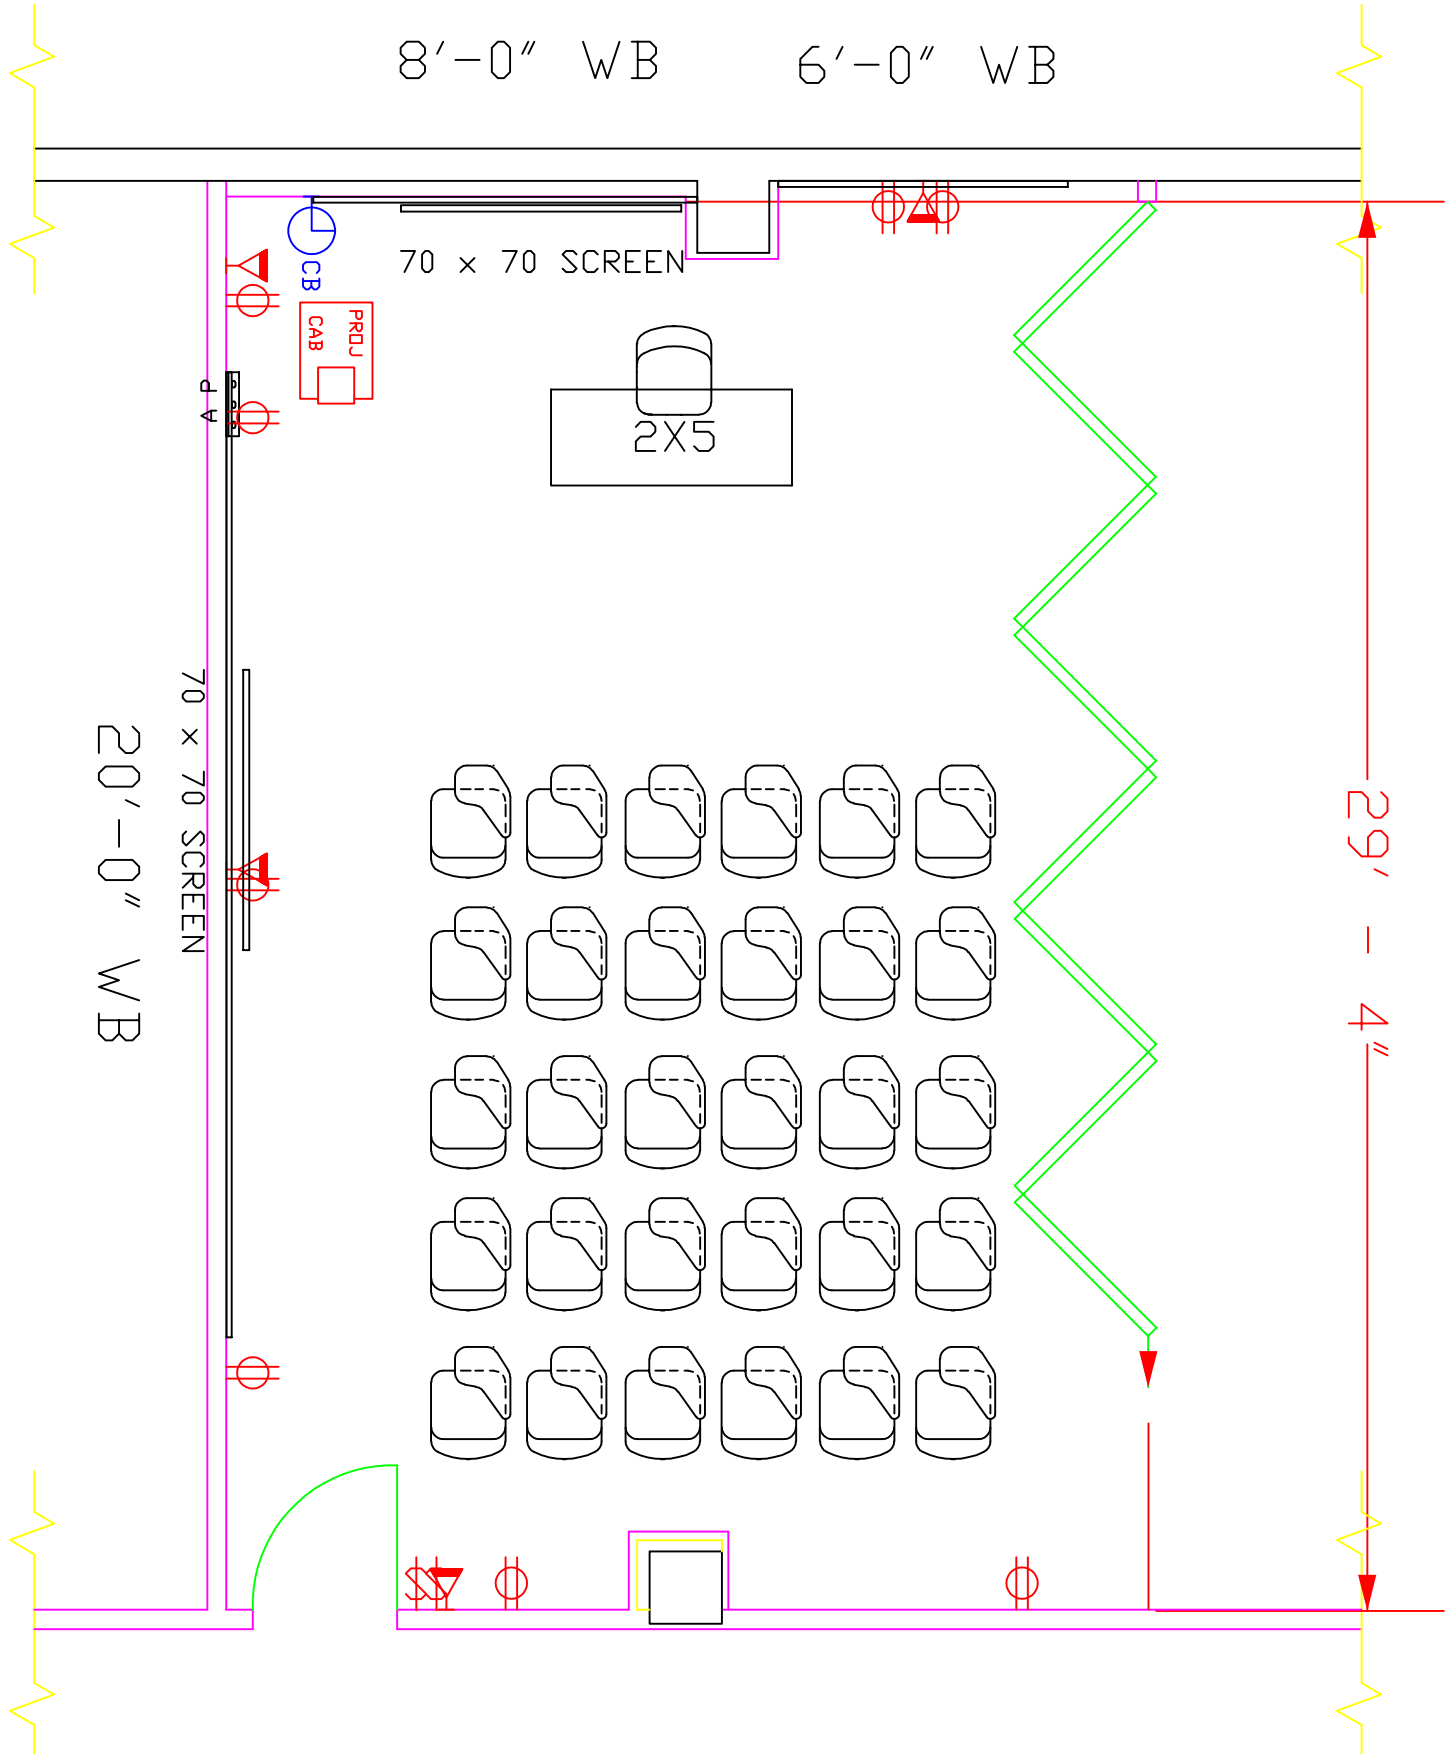 8'-0" WB
6'-0" WB
70 x 70 SCREEN
CB
PROJ
CAB
A P
2X5
70 x 70 SCREEN
20'-0" WB
29' - 4"